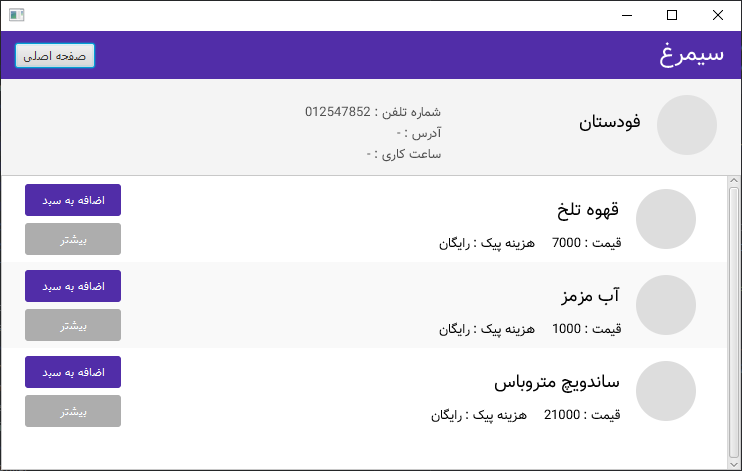 سیمرغ
صفحه اصلی
فودستان
شماره تلفن : 012547852
آدرس : -
ساعت کاری : -
قهوه تلخ
قیمت : 7000 هزینه پیک : رایگان
اضافه به سبد
بیشتر
آب مزمز
قیمت : 1000 هزینه پیک : رایگان
اضافه به سبد
بیشتر
ساندویچ متروباس
قیمت : 21000 هزینه پیک : رایگان
اضافه به سبد
بیشتر